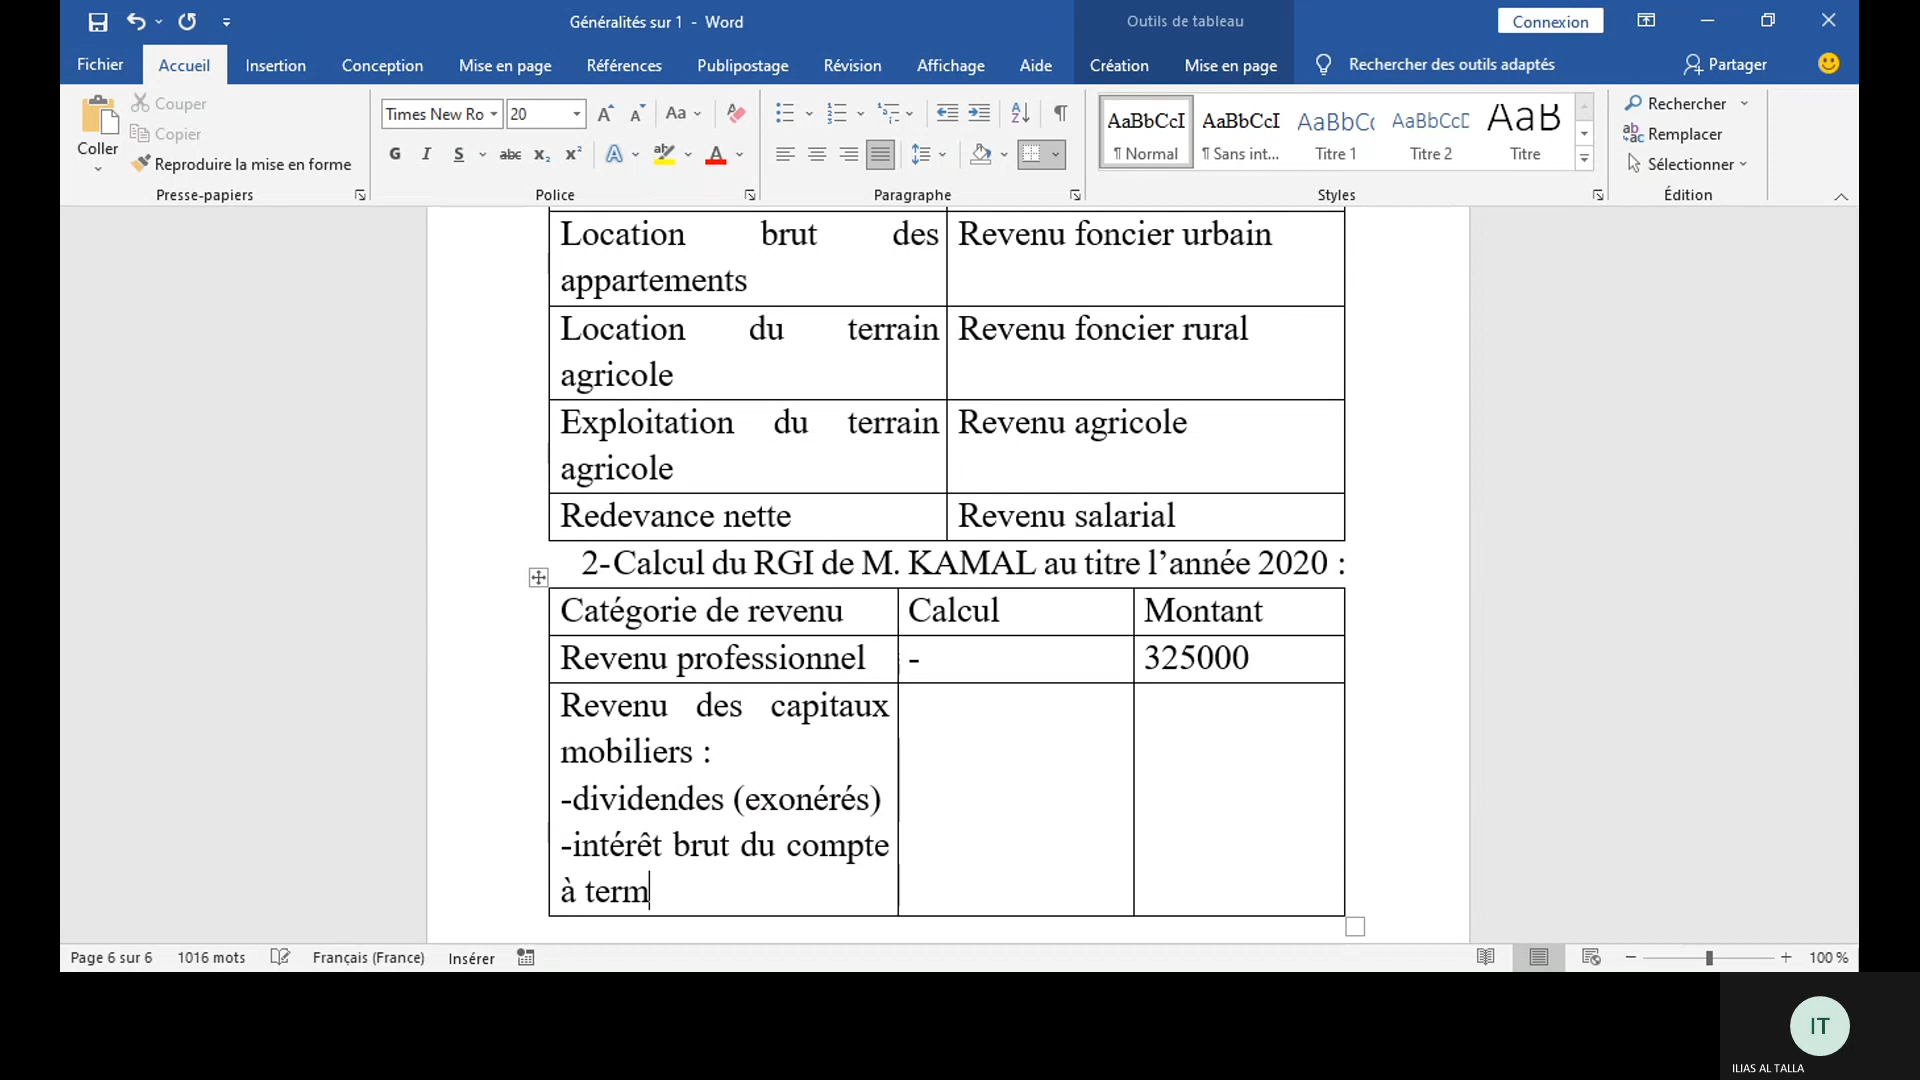 Généralités sur 1 - Word
Outils de tableau
Connexion
Fichier
Accueil
Insertion
Conception
Mise en page
Références
Publipostage
Révision
Affichage
Aide
Création
Mise en page
Rechercher des outils adaptés
Partager
Coller
Couper
Copier
Reproduire la mise en forme
Presse-papiers
Times New Ro
20
Aa
G I S abc x₂ x²
A
A
Police
Paragraphe
AaBbCcI
¶ Normal
AaBbCcI
¶ Sans int...
AaBbCc
Titre 1
AaBbCcD
Titre 2
AaB
Titre
Styles
Rechercher
Remplacer
Sélectionner
Édition
Location brut des
appartements
Revenu foncier urbain
Location du terrain
agricole
Revenu foncier rural
Exploitation du terrain
agricole
Revenu agricole
Redevance nette
Revenu salarial
2-Calcul du RGI de M. KAMAL au titre l’année 2020 :
Catégorie de revenu
Calcul
Montant
Revenu professionnel
-
325000
Revenu des capitaux
mobiliers :
-dividendes (exonérés)
-intérêt brut du compte
à term
Page 6 sur 6
1016 mots
Français (France)
Insérer
100 %
IT
ILIAS AL TALLA